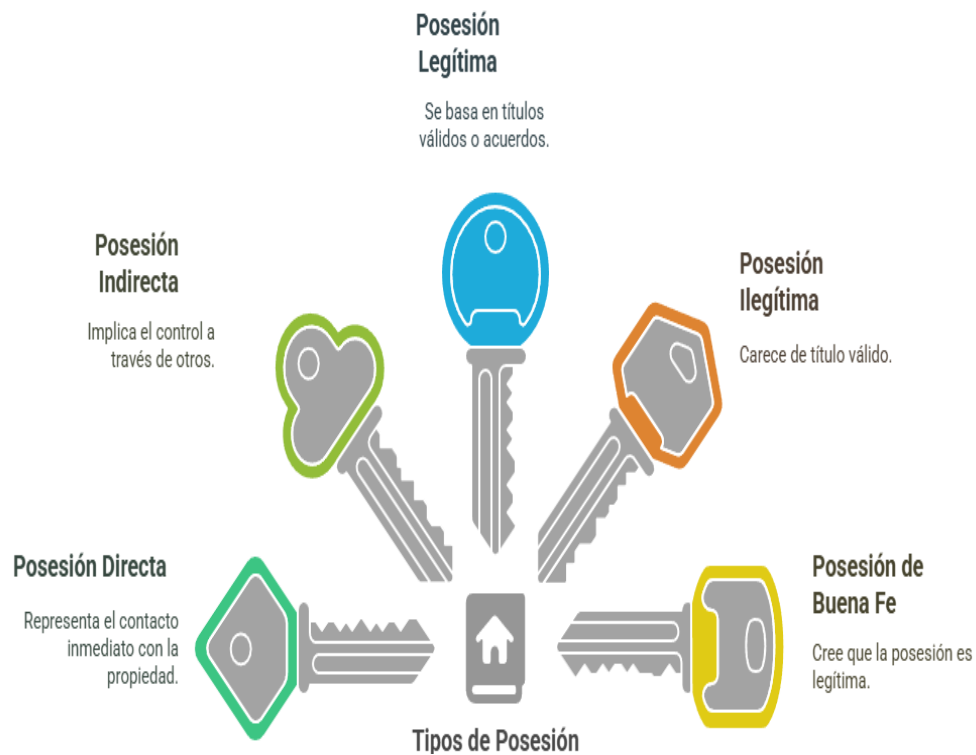 Posesión
Legítima
Se basa en títulos
válidos o acuerdos.
Posesión
Indirecta
Implica el control a
través de otros.
Posesión
Ilegítima
Carece de título válido.
Posesión Directa
Representa el contacto
inmediato con la
propiedad.
Posesión de
Buena Fe
Cree que la posesión es
legítima.
Tipos de Posesión